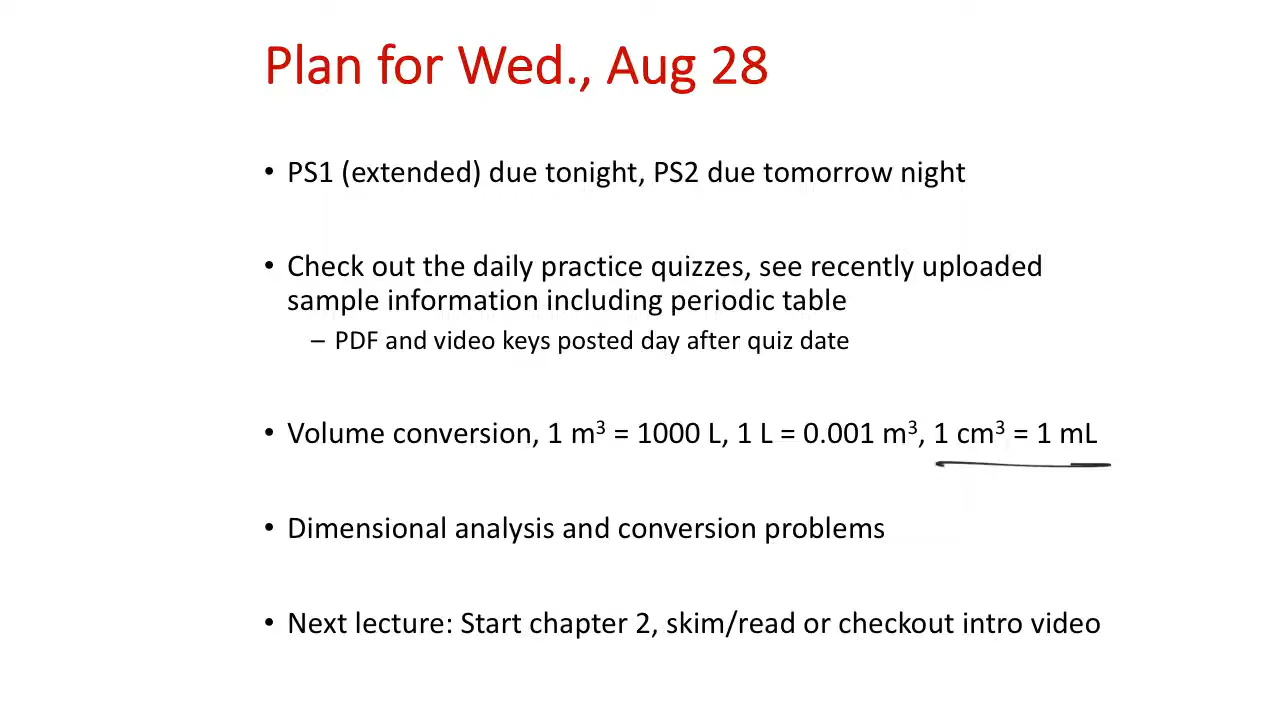 Plan for Wed., Aug 28
• PS1 (extended) due tonight, PS2 due tomorrow night
• Check out the daily practice quizzes, see recently uploaded
sample information including periodic table
– PDF and video keys posted day after quiz date
• Volume conversion, 1 m³ = 1000 L, 1 L = 0.001 m³, 1 cm³ = 1 mL
• Dimensional analysis and conversion problems
• Next lecture: Start chapter 2, skim/read or checkout intro video